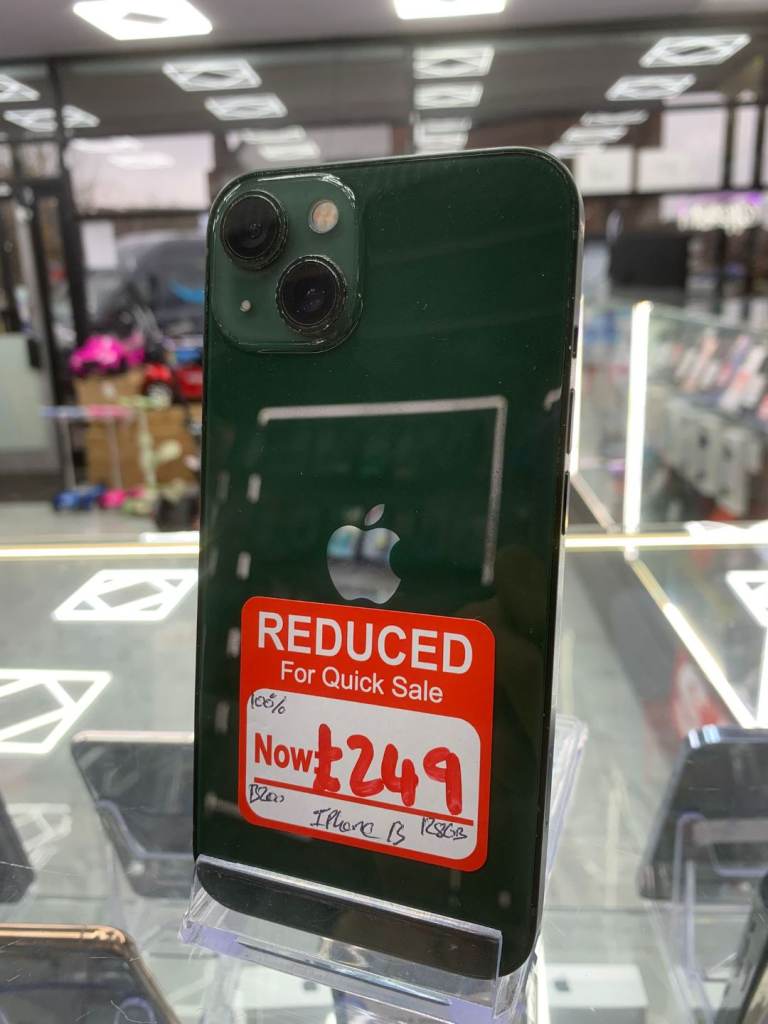 REDUCED
For Quick Sale
100%
Now £249
IPhone 13 128GB